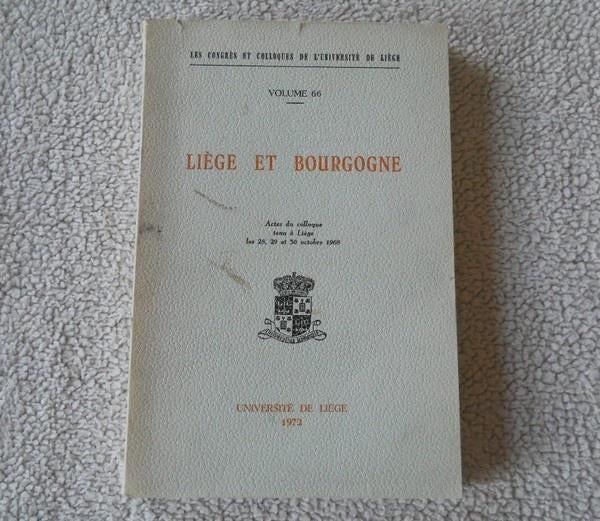 LES CONGRÈS ET COLLOQUES DE L'UNIVERSITÉ DE LIÈGE
VOLUME 66
LIÈGE ET BOURGOGNE
Actes du colloque
tenu à Liège
les 28, 29 et 30 octobre 1968
UNIVERSITÉ DE LIEGE
1972